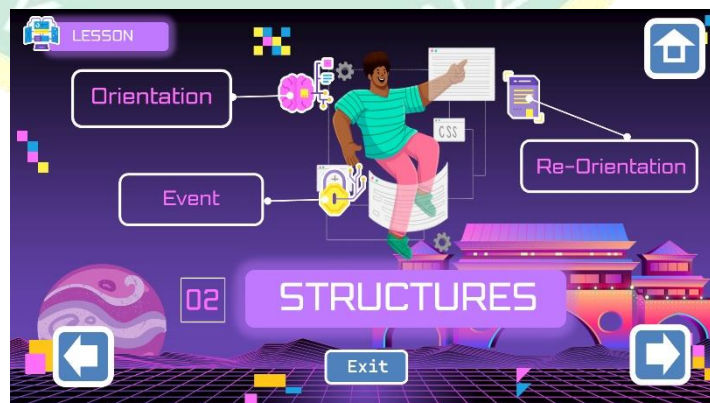 LESSON
Orientation
CSS
Re-Orientation
Event
02
STRUCTURES
Exit